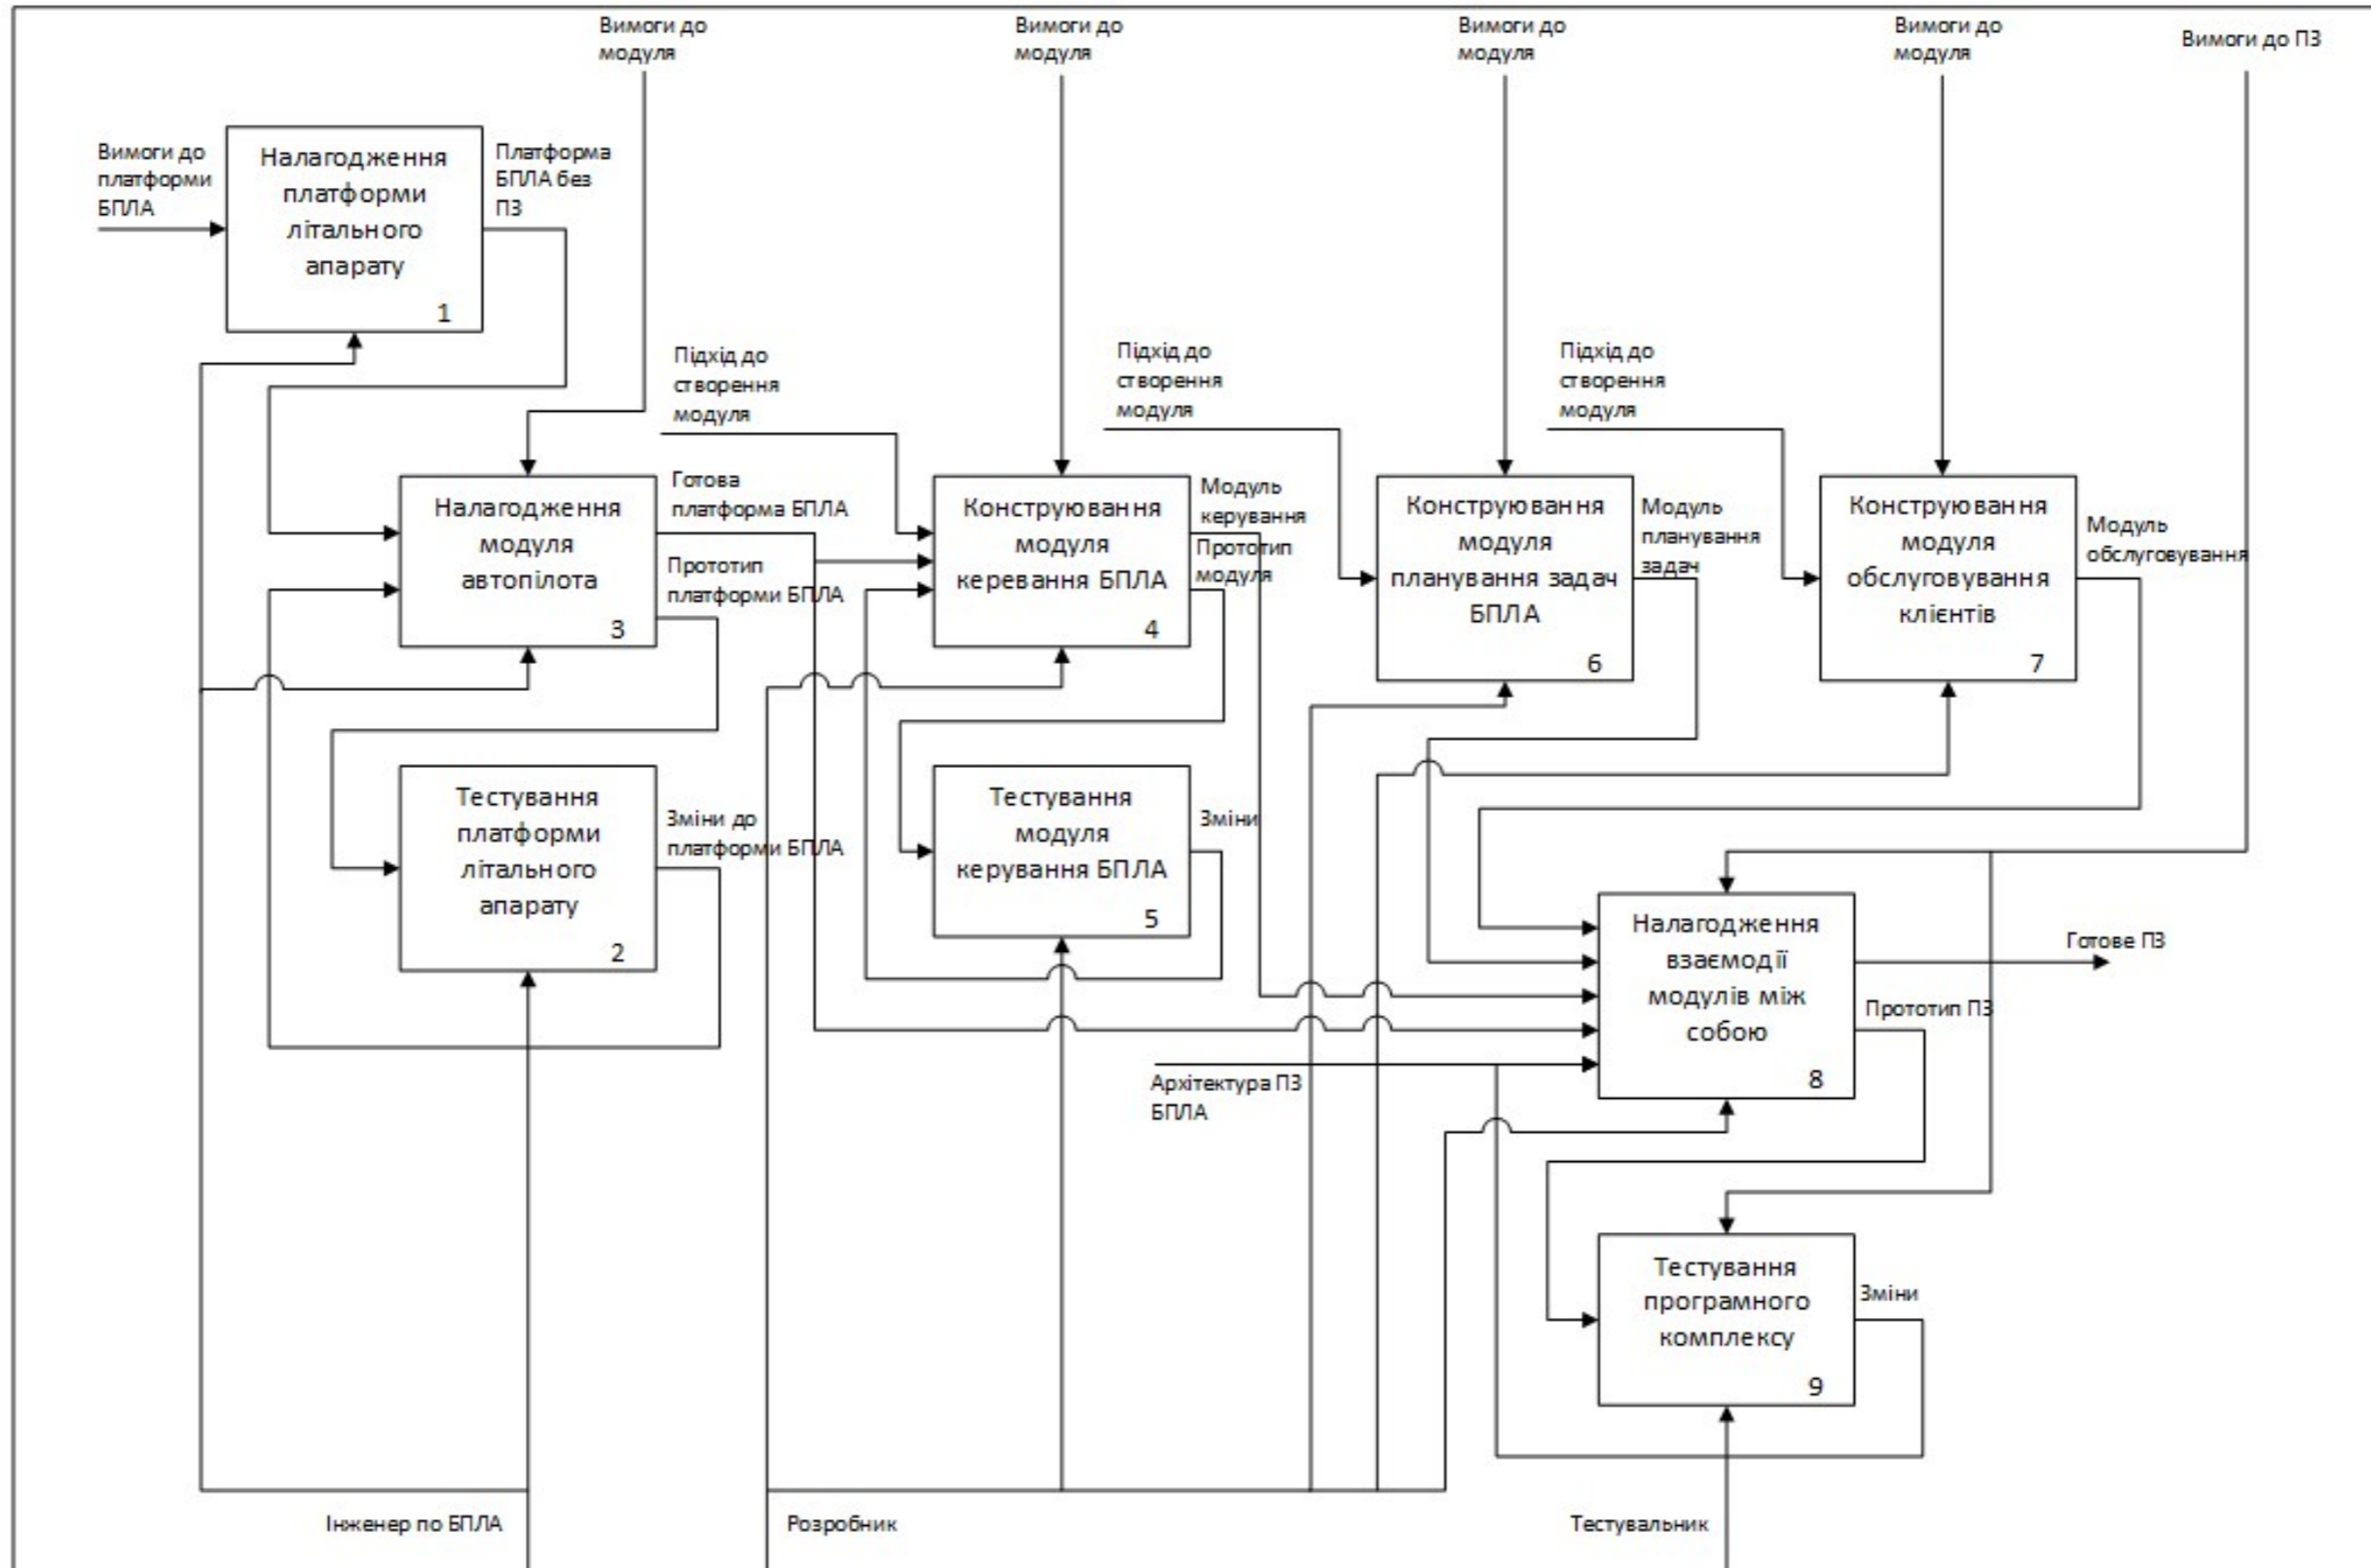 Вимоги до
модуля
Вимоги до
модуля
Вимоги до
модуля
Вимоги до
модуля
Вимоги до ПЗ
Вимоги до
платформи
БПЛА
Налагодження
платформи
літального
апарату
1
Платформа
БПЛА без
ПЗ
Підхід до
створення
модуля
Підхід до
створення
модуля
Підхід до
створення
модуля
Налагодження
модуля
автопілота
3
Готова
платформа БПЛА
Прототип
платформи БПЛА
Конструювання
модуля
керевання БПЛА
4
Модуль
керування
Прототип
модуля
Конструювання
модуля
планування задач
БПЛА
6
Модуль
планування
задач
Конструювання
модуля
обслуговування
клієнтів
7
Модуль
обслуговування
Тестування
платформи
літального
апарату
2
Зміни до
платформи БПЛА
Тестування
модуля
керування БПЛА
5
Зміни
Налагодження
взаємодії
модулів між
собою
8
Готове ПЗ
Прототип ПЗ
Архітектура ПЗ
БПЛА
Тестування
програмного
комплексу
9
Зміни
Інженер по БПЛА
Розробник
Тестувальник